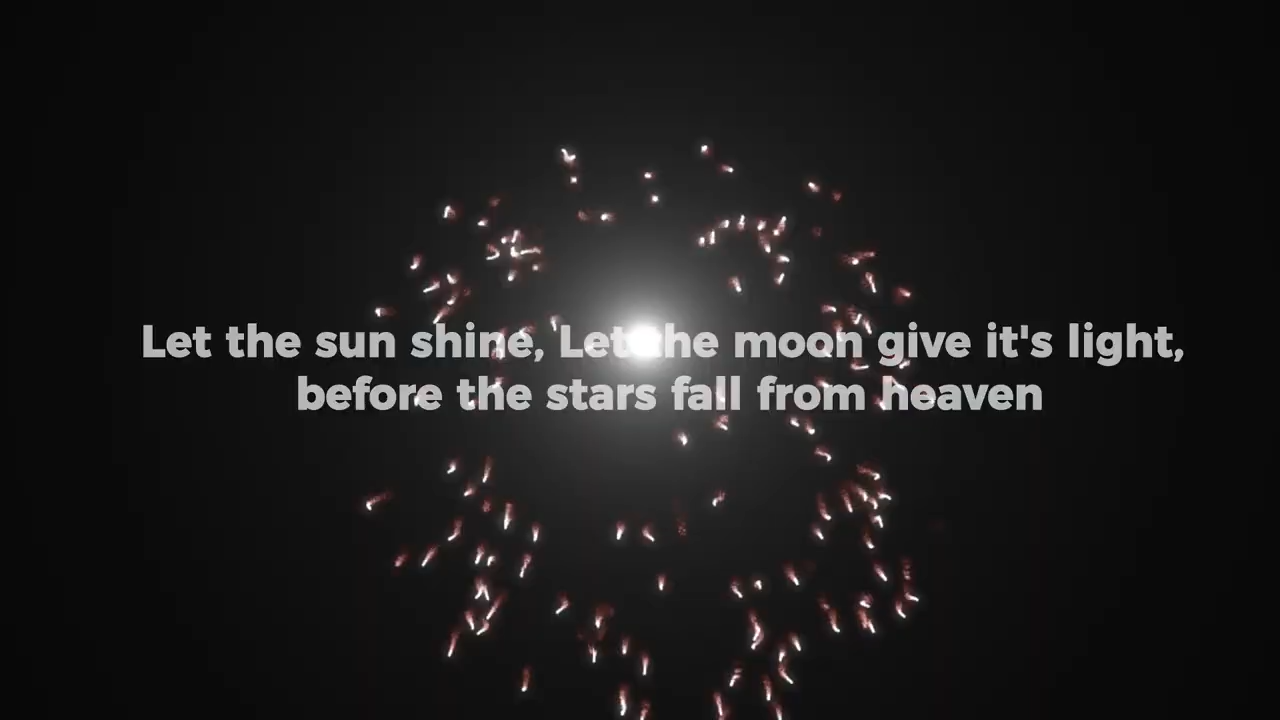 Let the sun shine, Let the moon give it's light,
before the stars fall from heaven